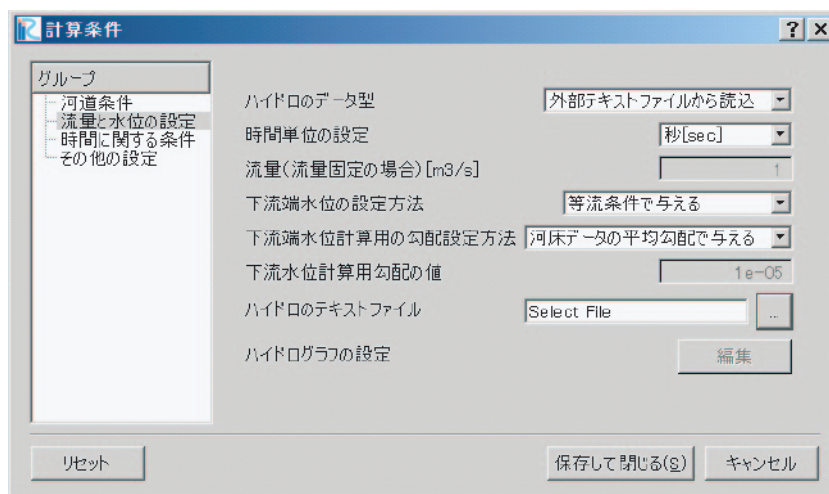 計算条件
グループ
河道条件
流量と水位の設定
時間に関する条件
その他の設定
ハイドロのデータ型 外部テキストファイルから読込
時間単位の設定 秒[sec]
流量(流量固定の場合)[m3/s] 1
下流端水位の設定方法 等流条件で与える
下流端水位計算用の勾配設定方法 河床データの平均勾配で与える
下流水位計算用勾配の値 1e-05
ハイドロのテキストファイル Select File ...
ハイドログラフの設定 編集
リセット 保存して閉じる(S) キャンセル